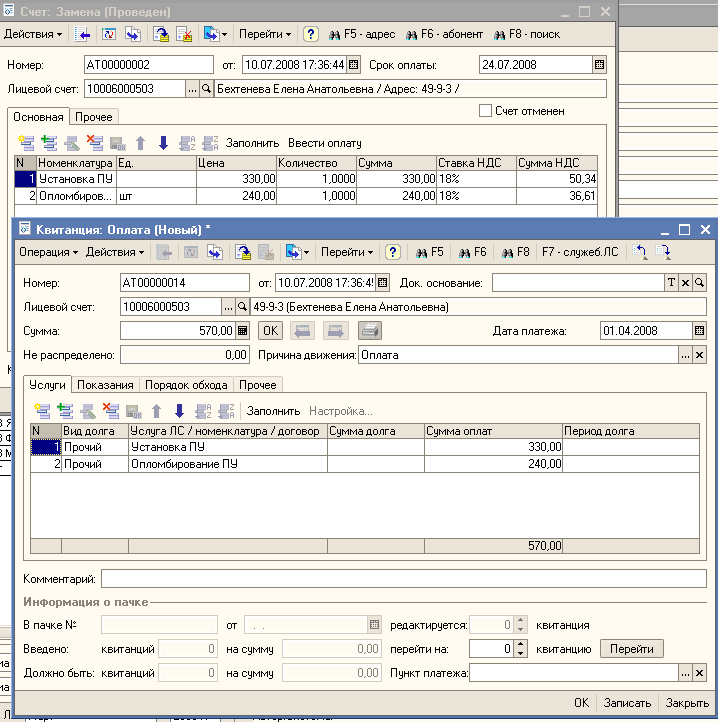 Счет: Замена (Проведен)
Действия Перейти ? F5 - адрес F6 - абонент F8 - поиск
Номер: АТ00000002 от: 10.07.2008 17:36:44 Срок оплаты: 24.07.2008
Лицевой счет: 10006000503 ... Бехтенева Елена Анатольевна / Адрес: 49-9-3 /
Основная Прочее Счет отменен
Заполнить Ввести оплату
N Номенклатура Ед. Цена Количество Сумма Ставка НДС Сумма НДС
1 Установка ПУ 330,00 1,0000 330,00 18% 50,34
2 Опломбиров... шт 240,00 1,0000 240,00 18% 36,61
Квитанция: Оплата (Новый) *
Операция Действия Перейти ? F5 F6 F8 F7 - служеб.ЛС
Номер: АТ00000014 от: 10.07.2008 17:36:4 Док. основание: T x
Лицевой счет: 10006000503 ... 49-9-3 (Бехтенева Елена Анатольевна)
Сумма: 570,00 OK Дата платежа: 01.04.2008
Не распределено: 0,00 Причина движения: Оплата ... x
Услуги Показания Порядок обхода Прочее
Заполнить Настройка...
N Вид долга Услуга ЛС / номенклатура / договор Сумма долга Сумма оплат Период долга
1 Прочий Установка ПУ 330,00
2 Прочий Опломбирование ПУ 240,00
570,00
Комментарий:
Информация о пачке
В пачке № от . . редактируется: 0 квитанция
Введено: квитанций 0 на сумму 0,00 перейти на: 0 квитанцию Перейти
Должно быть: квитанций 0 на сумму 0,00 Пункт платежа: ... x
OK Записать Закрыть